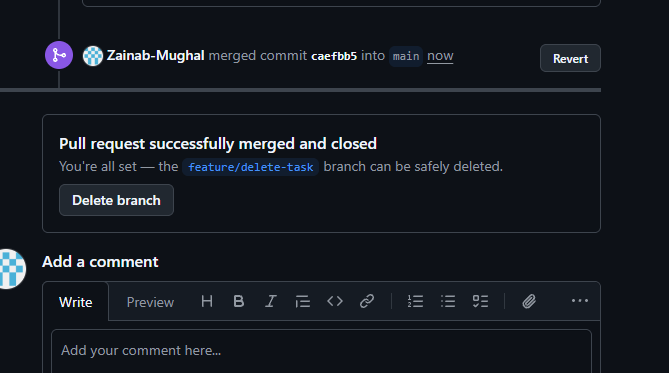 Zainab-Mughal merged commit caefbb5 into main now
Revert
Pull request successfully merged and closed
You're all set — the feature/delete-task branch can be safely deleted.
Delete branch
Add a comment
Write Preview H B I
Add your comment here...